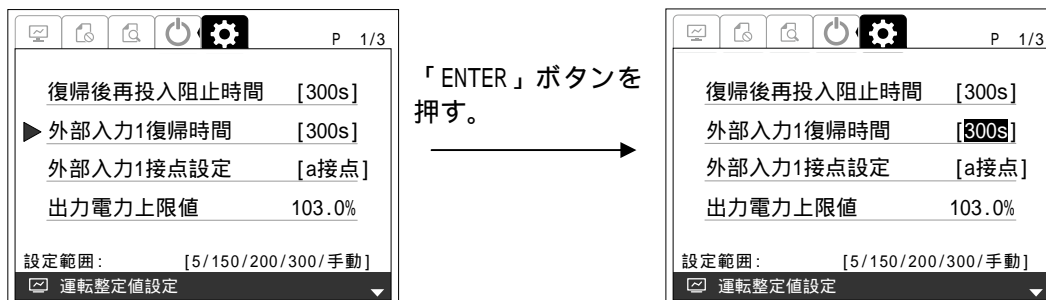 P 1/3
復帰後再投入阻止時間 [300s]
外部入力1復帰時間 [300s]
外部入力1接点設定 [a接点]
出力電力上限値 103.0%
設定範囲: [5/150/200/300/手動]
運転整定値設定
「ENTER」ボタンを
押す。
P 1/3
復帰後再投入阻止時間 [300s]
外部入力1復帰時間 [300s]
外部入力1接点設定 [a接点]
出力電力上限値 103.0%
設定範囲: [5/150/200/300/手動]
運転整定値設定